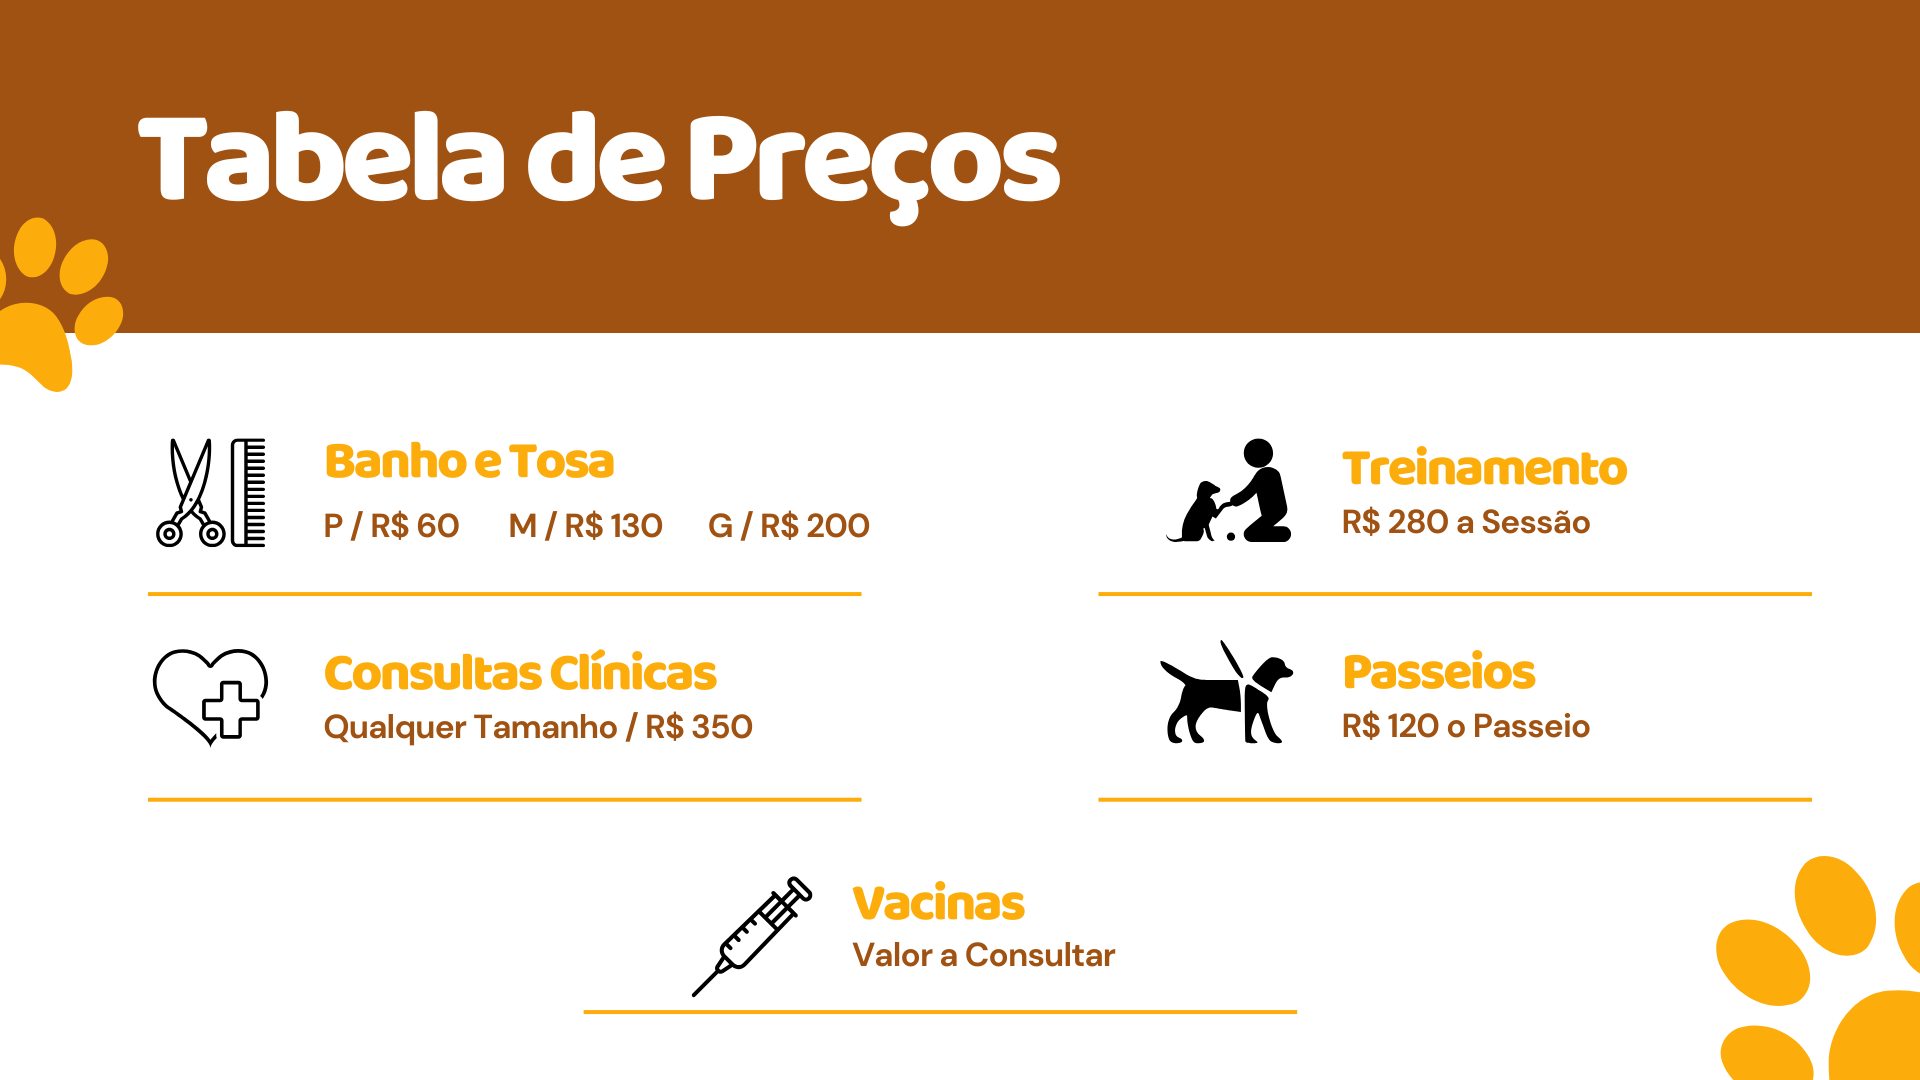 Tabela de Preços
Banho e Tosa
P / R$ 60 M / R$ 130 G / R$ 200
Treinamento
R$ 280 a Sessão
Consultas Clínicas
Qualquer Tamanho / R$ 350
Passeios
R$ 120 o Passeio
Vacinas
Valor a Consultar